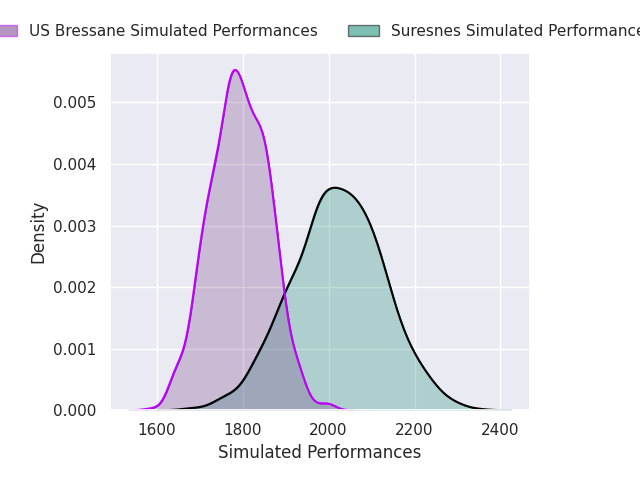 US Bressane Simulated Performances
Suresnes Simulated Performance
0.005
0.004
0.003
0.002
0.001
0.000
Density
1600 1800 2000 2200 2400
Simulated Performances